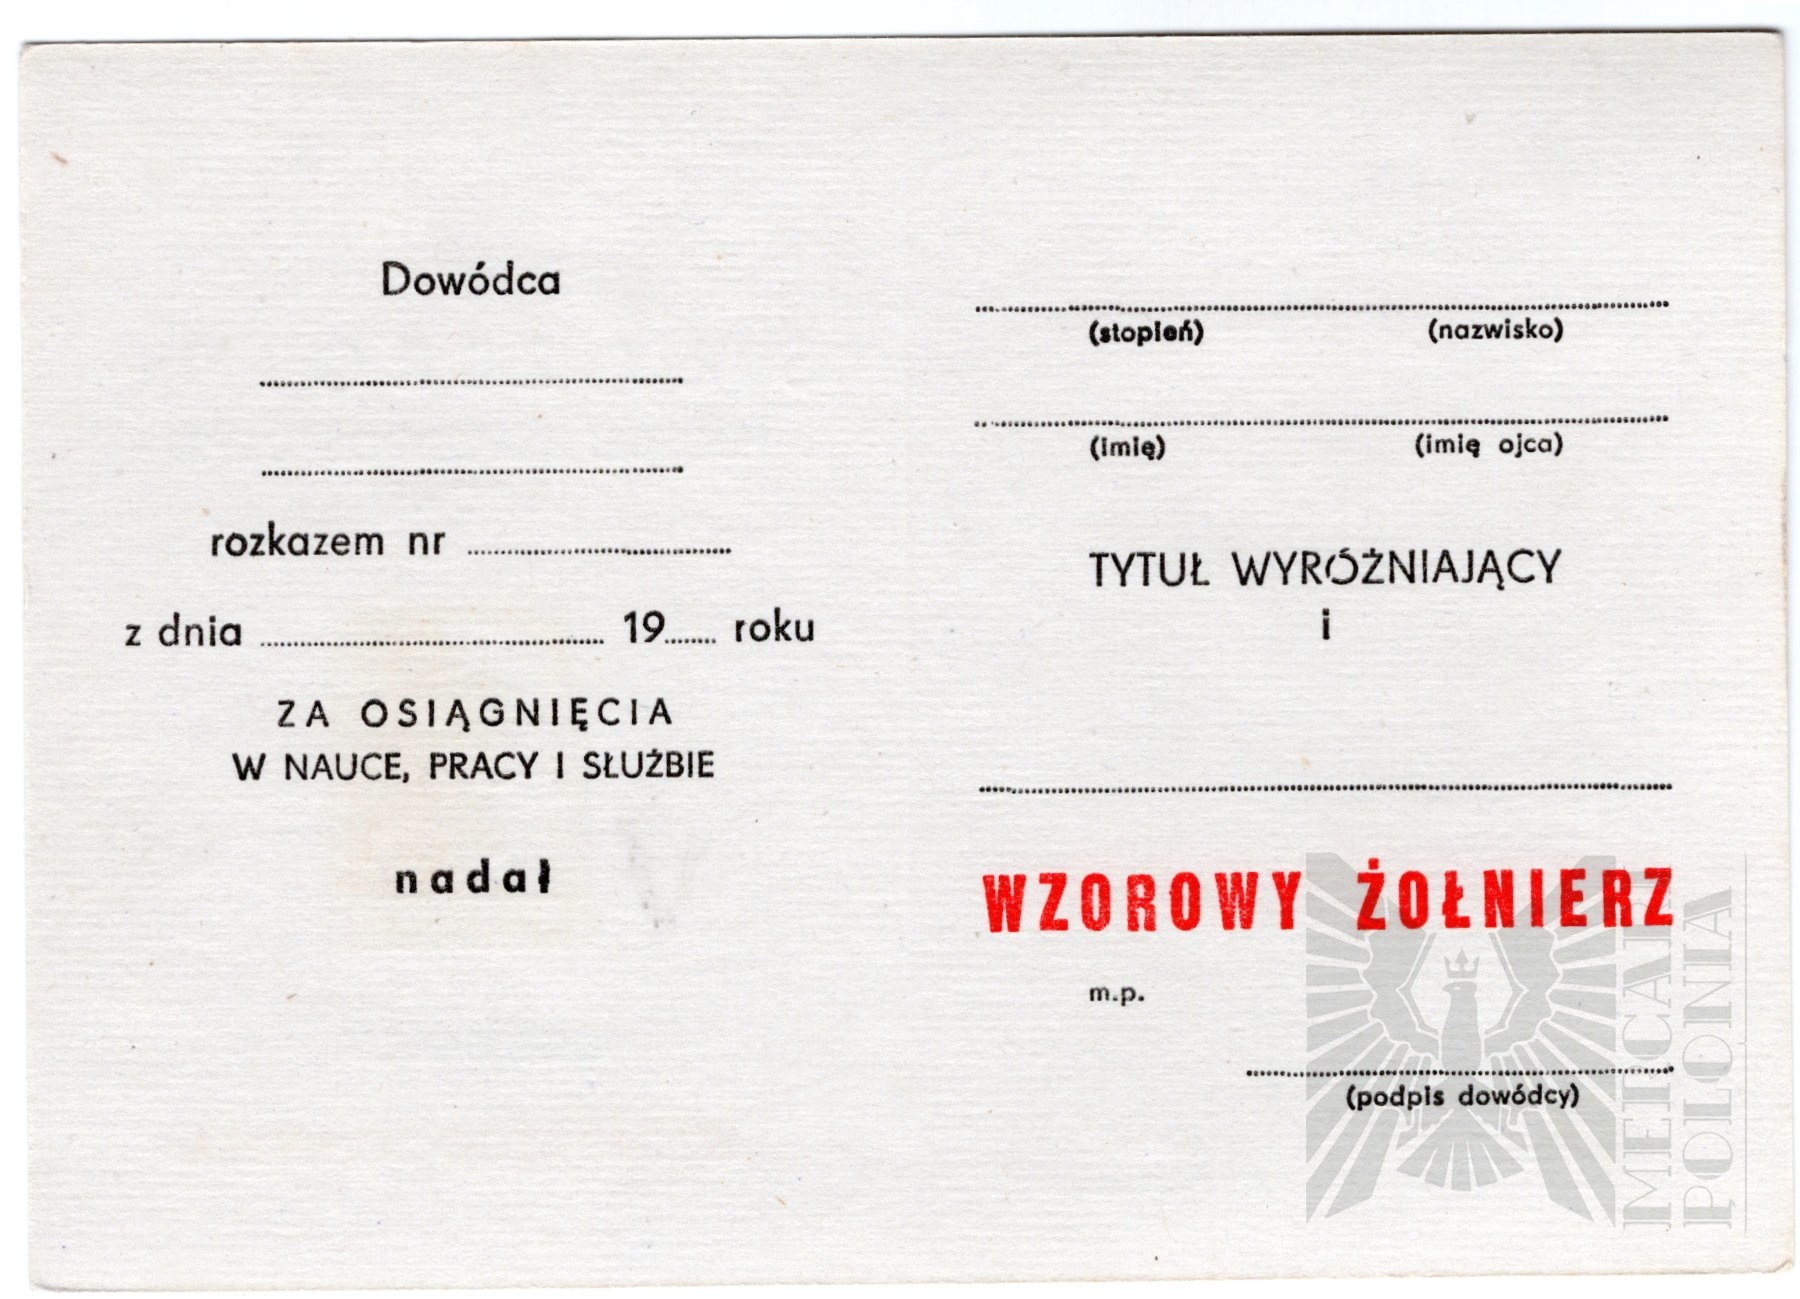 Dowódca
rozkazem nr
z dnia 19 roku
ZA OSIĄGNIĘCIA
W NAUCE, PRACY I SŁUŻBIE
nadał
(stopień) (nazwisko)
(imię) (imię ojca)
TYTUŁ WYRÓŻNIAJĄCY
i
WZOROWY ŻOŁNIERZ
m.p.
(podpis dowódcy)
MERCARI
POLONIA